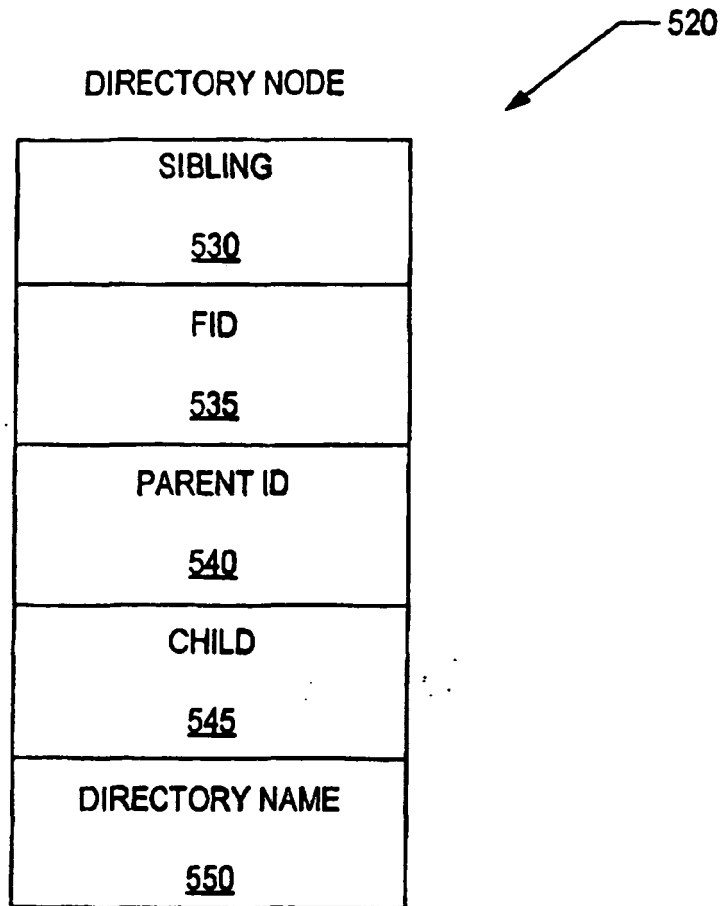 520
DIRECTORY NODE
SIBLING
530
FID
535
PARENT ID
540
CHILD
545
DIRECTORY NAME
550